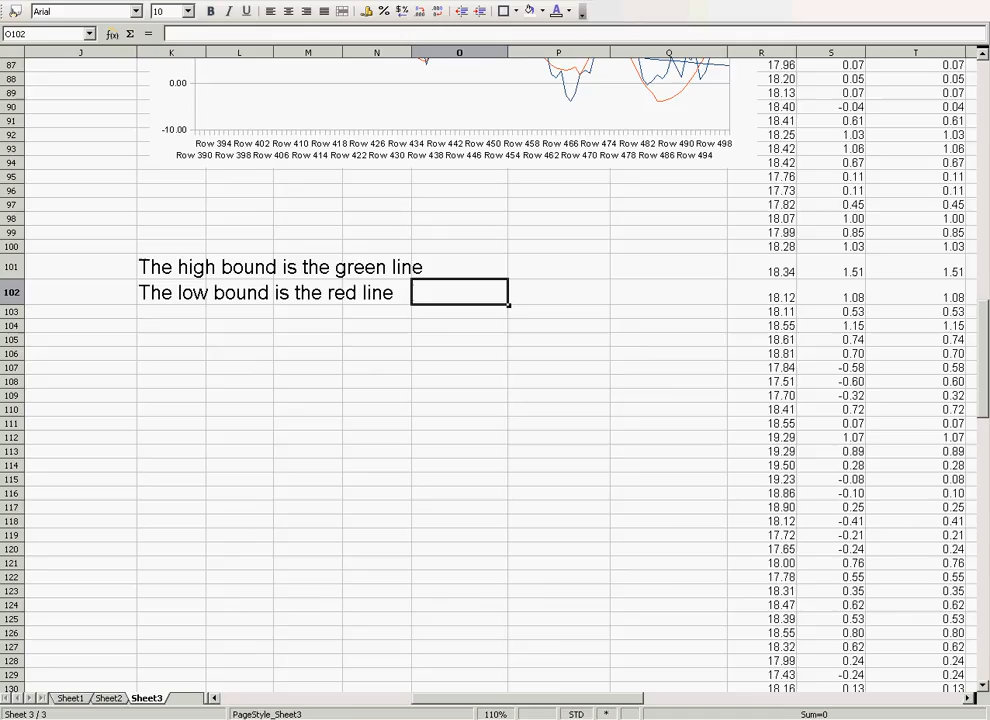 Arial 10 B I U
O102 f(x) Σ =
J K L M N O P Q R S T
0.00
-10.00
Row 394 Row 402 Row 410 Row 418 Row 426 Row 434 Row 442 Row 450 Row 458 Row 466 Row 474 Row 482 Row 490 Row 498
Row 390 Row 398 Row 406 Row 414 Row 422 Row 430 Row 438 Row 446 Row 454 Row 462 Row 470 Row 478 Row 486 Row 494
87 17.96 0.07 0.07
88 18.20 0.05 0.05
89 18.13 0.07 0.07
90 18.40 -0.04 0.04
91 18.41 0.61 0.61
92 18.25 1.03 1.03
93 18.42 1.06 1.06
94 18.42 0.67 0.67
95 17.76 0.11 0.11
96 17.73 0.11 0.11
97 17.82 0.45 0.45
98 18.07 1.00 1.00
99 17.99 0.85 0.85
100 18.28 1.03 1.03
101 The high bound is the green line 18.34 1.51 1.51
102 The low bound is the red line 18.12 1.08 1.08
103 18.11 0.53 0.53
104 18.55 1.15 1.15
105 18.61 0.74 0.74
106 18.81 0.70 0.70
107 17.84 -0.58 0.58
108 17.51 -0.60 0.60
109 17.70 -0.32 0.32
110 18.41 0.72 0.72
111 18.55 0.07 0.07
112 19.29 1.07 1.07
113 19.29 0.89 0.89
114 19.50 0.28 0.28
115 19.23 -0.08 0.08
116 18.86 -0.10 0.10
117 18.90 0.25 0.25
118 18.12 -0.41 0.41
119 17.72 -0.21 0.21
120 17.65 -0.24 0.24
121 18.00 0.76 0.76
122 17.78 0.55 0.55
123 18.31 0.35 0.35
124 18.47 0.62 0.62
125 18.39 0.53 0.53
126 18.55 0.80 0.80
127 18.32 0.62 0.62
128 17.99 0.24 0.24
129 17.43 -0.24 0.24
130 18.16 0.13 0.13
Sheet1 Sheet2 Sheet3
Sheet 3 / 3 PageStyle_Sheet3 110% STD * Sum=0